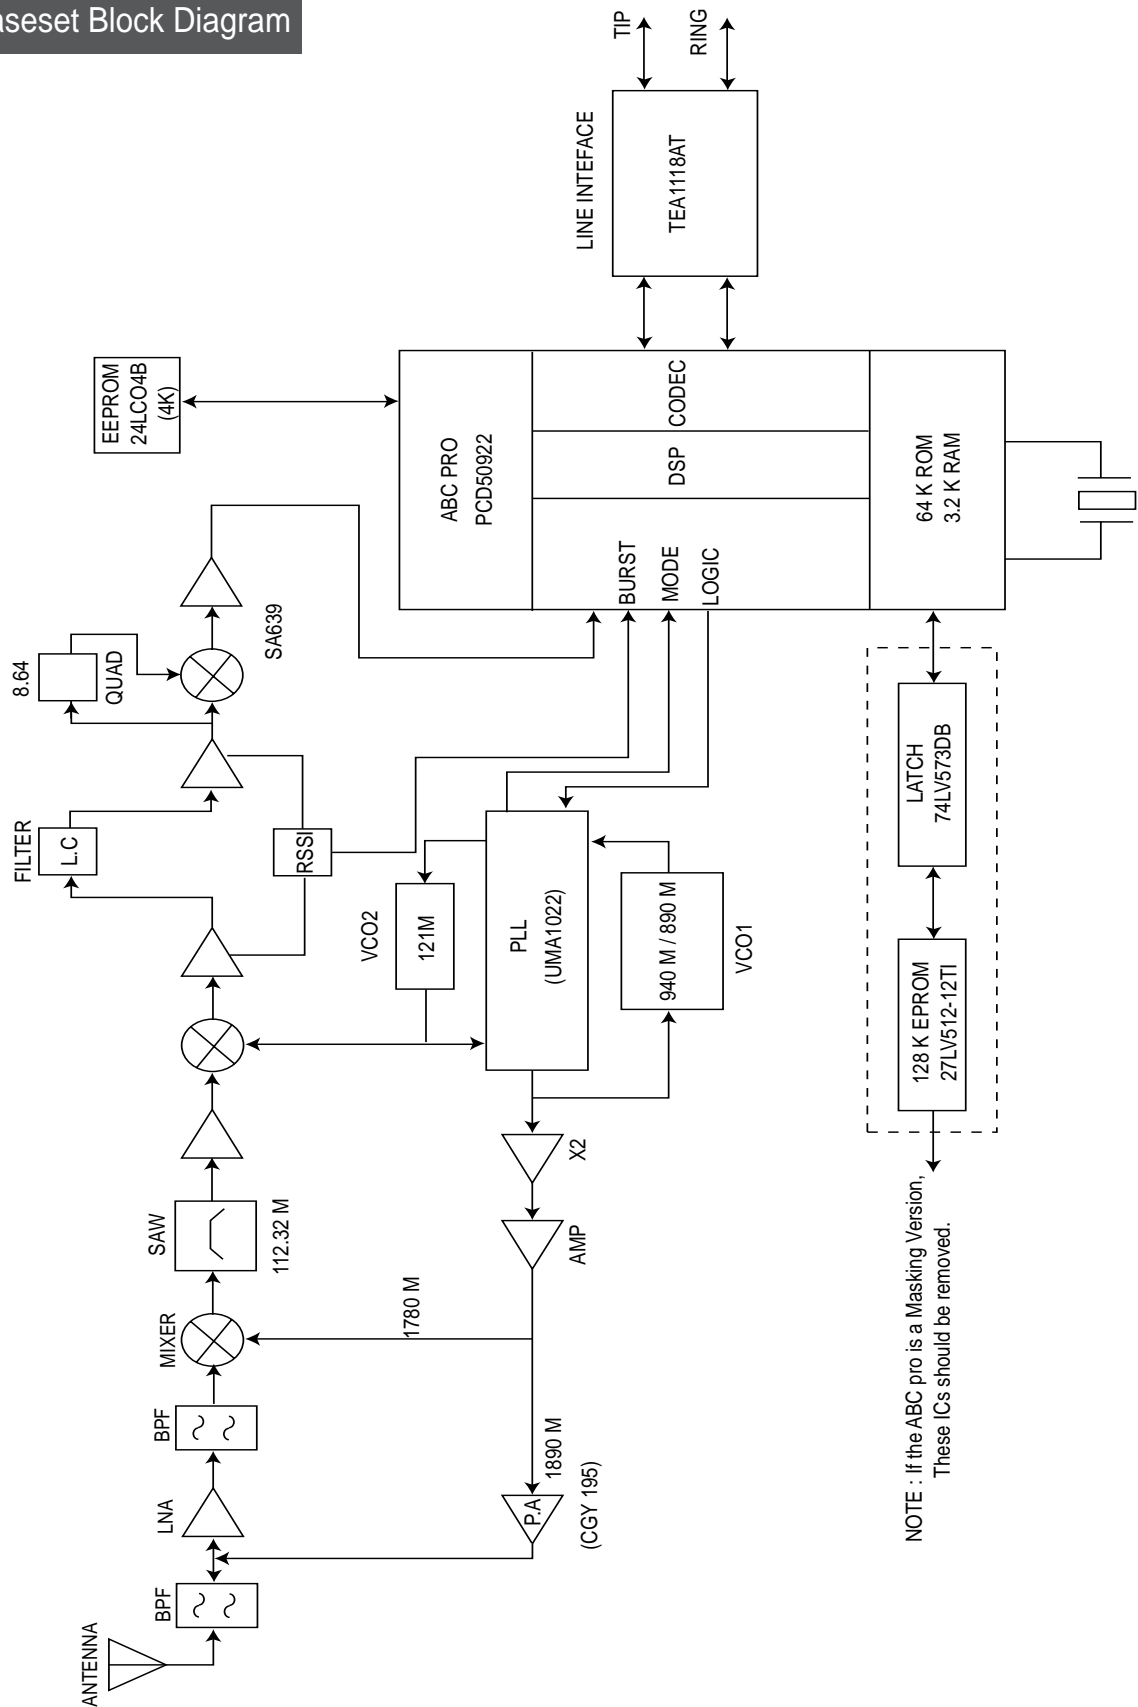 aseset Block Diagram
ANTENNA
BPF
LNA
BPF
MIXER
SAW
112.32 M
FILTER
L.C
RSSI
8.64
QUAD
SA639
EEPROM
24LCO4B
(4K)
1780 M
1890 M
P.A
(CGY 195)
AMP
X2
VCO2
121M
PLL
(UMA1022)
940 M / 890 M
VCO1
ABC PRO
PCD50922
BURST
MODE
LOGIC
DSP
CODEC
64 K ROM
3.2 K RAM
LINE INTEFACE
TEA1118AT
TIP
RING
128 K EPROM
27LV512-12TI
LATCH
74LV573DB
NOTE : If the ABC pro is a Masking Version,
These ICs should be removed.